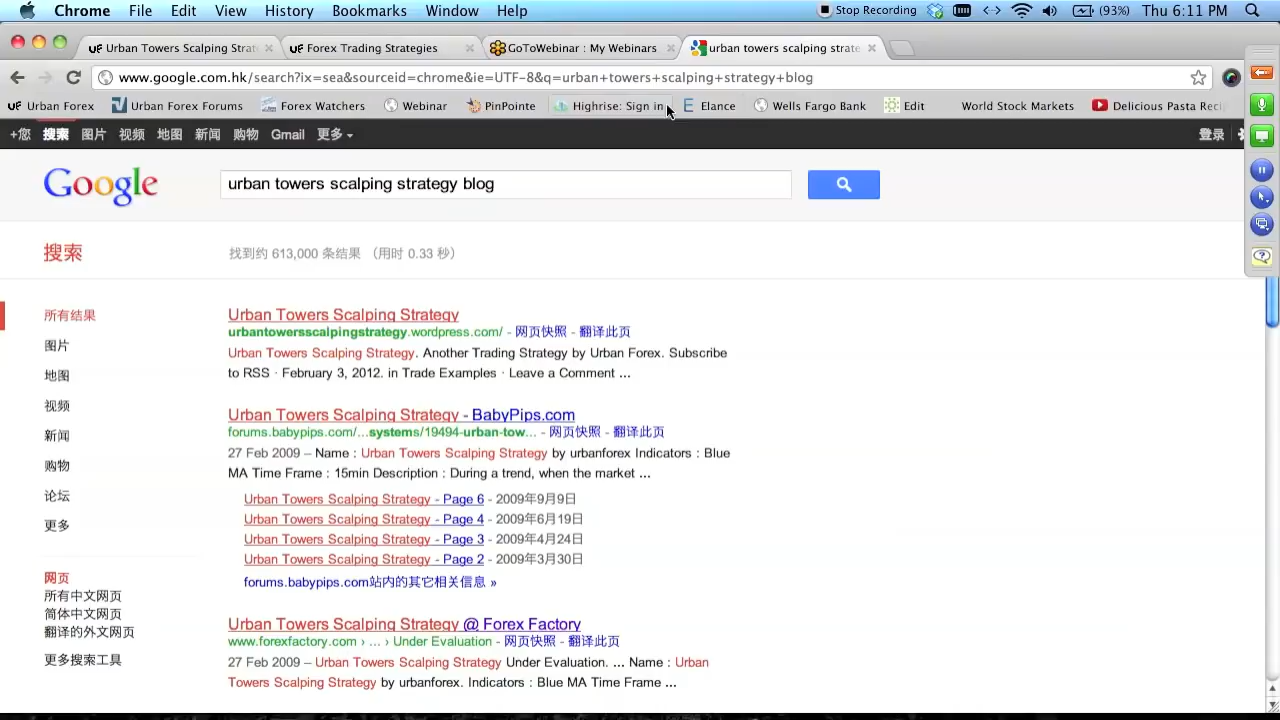 Chrome File Edit View History Bookmarks Window Help Stop Recording (93%) Thu 6:11 PM
UF Urban Towers Scalping Strat UF Forex Trading Strategies GoToWebinar : My Webinars urban towers scalping strate
www.google.com.hk/search?ix=sea&sourceid=chrome&ie=UTF-8&q=urban+towers+scalping+strategy+blog
UF Urban Forex Urban Forex Forums Forex Watchers Webinar PinPointe Highrise: Sign in E Elance Wells Fargo Bank Edit World Stock Markets Delicious Pasta Reci
+您 搜索 图片 视频 地图 新闻 购物 Gmail 更多 登录
Google urban towers scalping strategy blog
搜索 找到约 613,000 条结果 （用时 0.33 秒）
所有结果
图片
地图
视频
新闻
购物
论坛
更多
网页
所有中文网页
简体中文网页
翻译的外文网页
更多搜索工具
Urban Towers Scalping Strategy
urbantowersscalpingstrategy.wordpress.com/ - 网页快照 - 翻译此页
Urban Towers Scalping Strategy. Another Trading Strategy by Urban Forex. Subscribe
to RSS · February 3, 2012. in Trade Examples · Leave a Comment ...
Urban Towers Scalping Strategy - BabyPips.com
forums.babypips.com/...systems/19494-urban-tow... - 网页快照 - 翻译此页
27 Feb 2009 – Name : Urban Towers Scalping Strategy by urbanforex Indicators : Blue
MA Time Frame : 15min Description : During a trend, when the market ...
Urban Towers Scalping Strategy - Page 6 - 2009年9月9日
Urban Towers Scalping Strategy - Page 4 - 2009年6月19日
Urban Towers Scalping Strategy - Page 3 - 2009年4月24日
Urban Towers Scalping Strategy - Page 2 - 2009年3月30日
forums.babypips.com站内的其它相关信息 »
Urban Towers Scalping Strategy @ Forex Factory
www.forexfactory.com › ... › Under Evaluation - 网页快照 - 翻译此页
27 Feb 2009 – Urban Towers Scalping Strategy Under Evaluation. ... Name : Urban
Towers Scalping Strategy by urbanforex. Indicators : Blue MA Time Frame ...